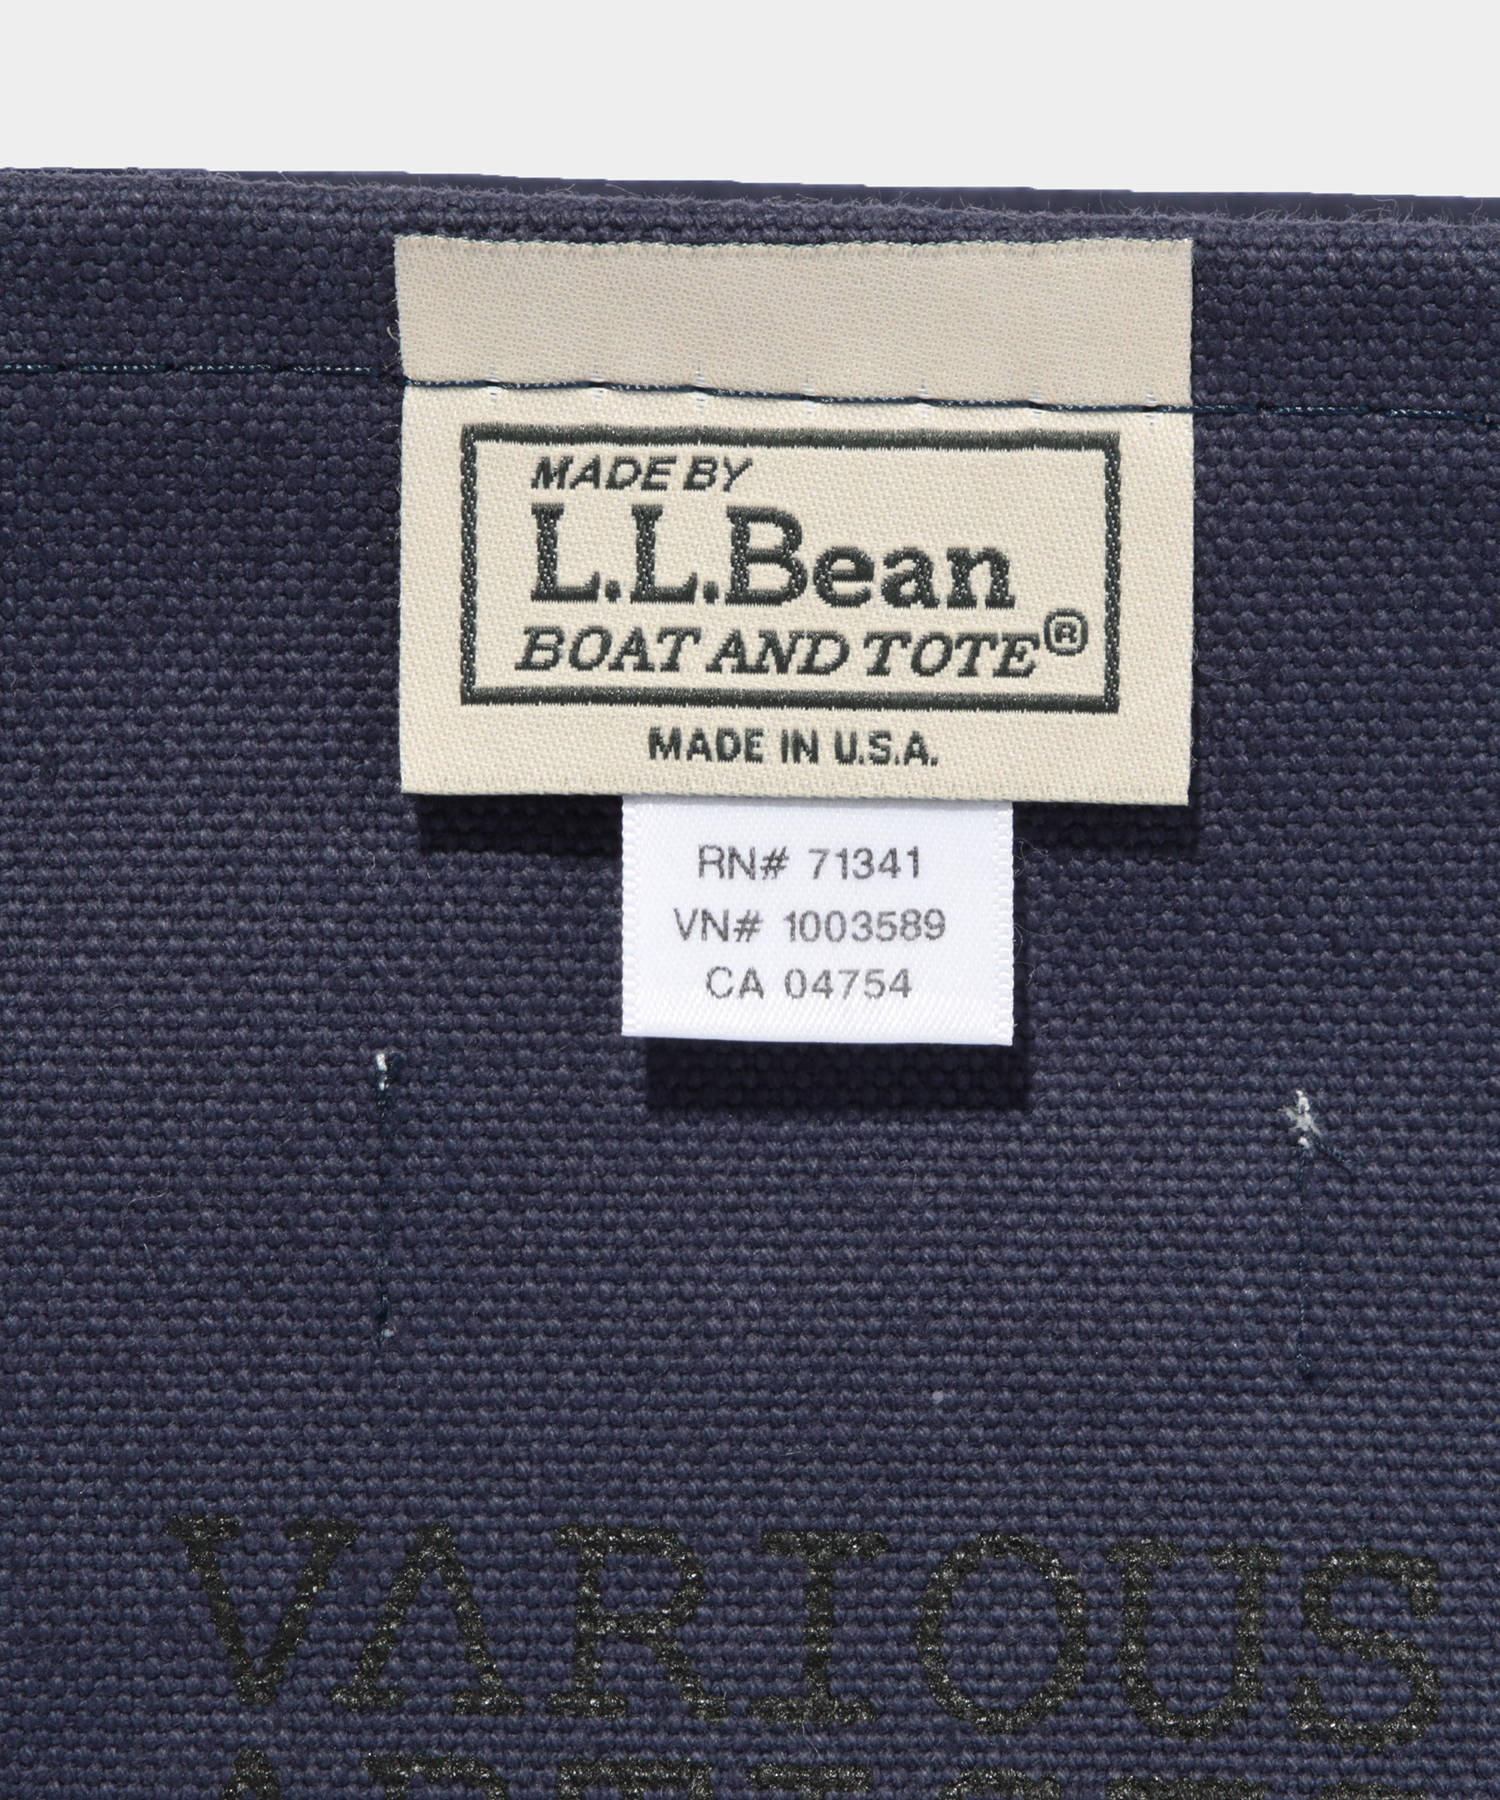 MADE BY
L.L.Bean
BOAT AND TOTE®
MADE IN U.S.A.
RN# 71341
VN# 1003589
CA 04754
VARIOUS